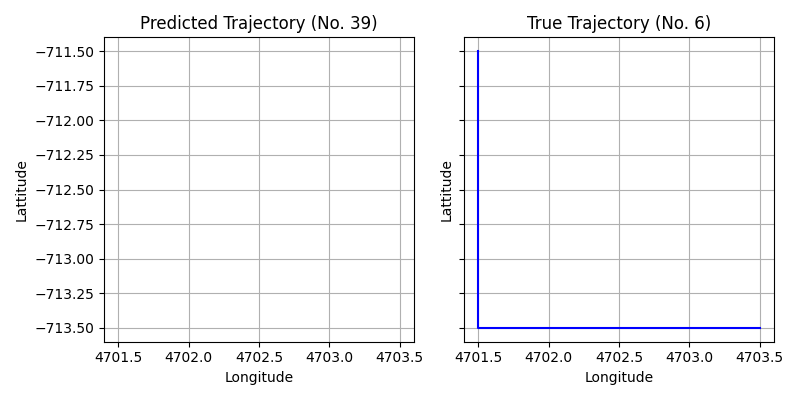 Predicted Trajectory (No. 39)
True Trajectory (No. 6)
Lattitude
−711.50
−711.75
−712.00
−712.25
−712.50
−712.75
−713.00
−713.25
−713.50
4701.5 4702.0 4702.5 4703.0 4703.5
Longitude
Lattitude
4701.5 4702.0 4702.5 4703.0 4703.5
Longitude